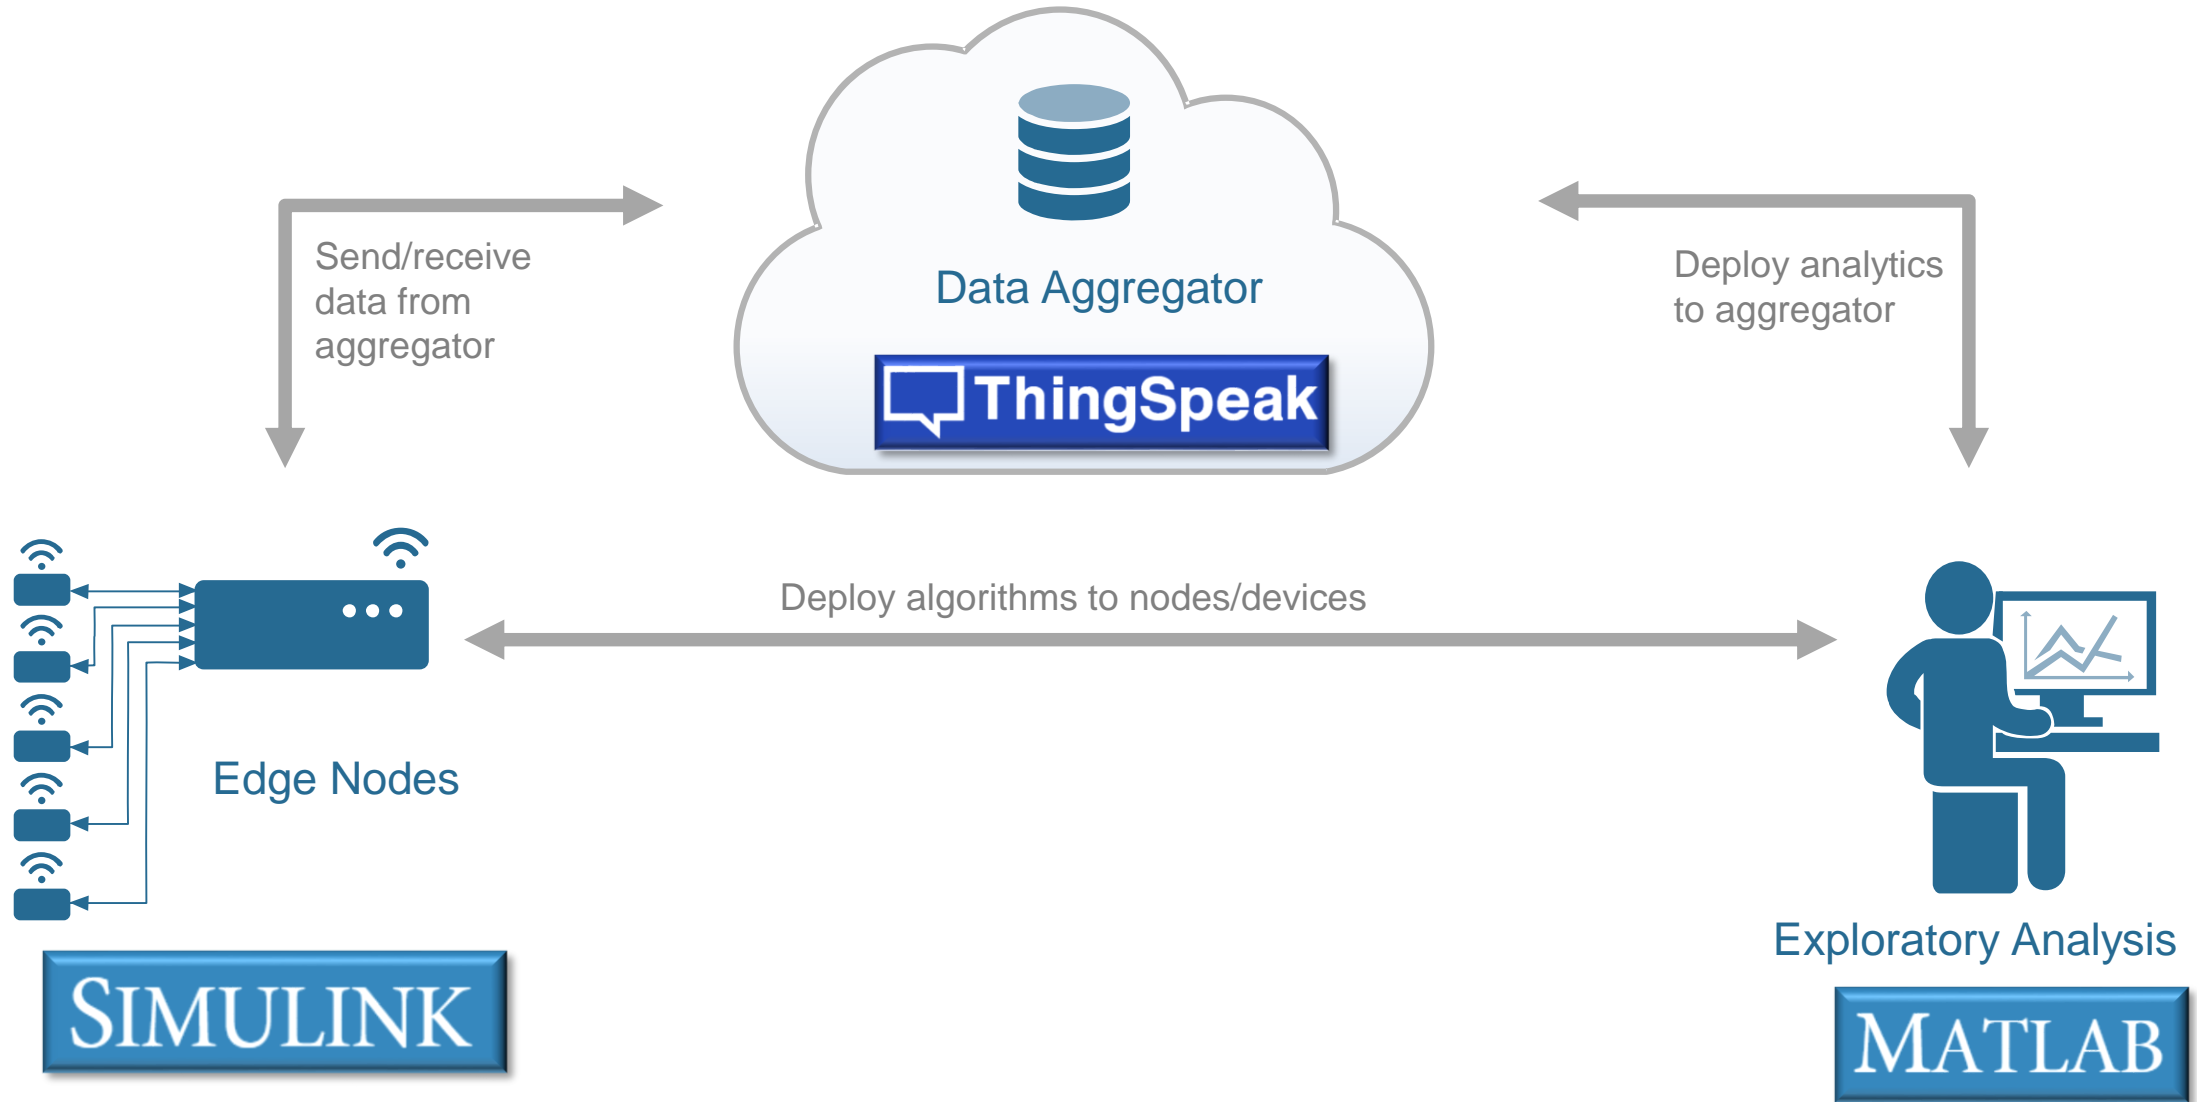 Send/receive
data from
aggregator
Data Aggregator
ThingSpeak
Deploy analytics
to aggregator
Deploy algorithms to nodes/devices
Edge Nodes
SIMULINK
Exploratory Analysis
MATLAB